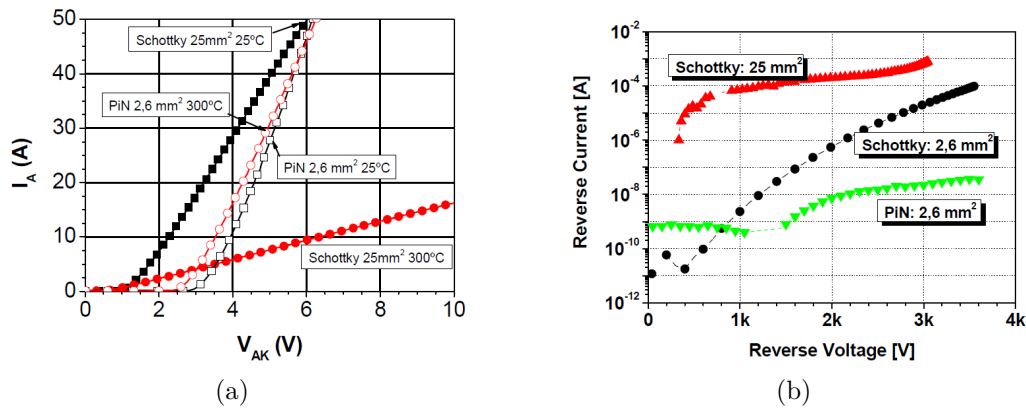 50
40
30
20
10
0
I_A (A)
Schottky 25mm² 25ºC
PiN 2,6 mm² 300ºC
PiN 2,6 mm² 25ºC
Schottky 25mm² 300ºC
0 2 4 6 8 10
V_AK (V)
(a)
10⁻²
10⁻⁴
10⁻⁶
10⁻⁸
10⁻¹⁰
10⁻¹²
Reverse Current [A]
Schottky: 25 mm²
Schottky: 2,6 mm²
PiN: 2,6 mm²
0 1k 2k 3k 4k
Reverse Voltage [V]
(b)